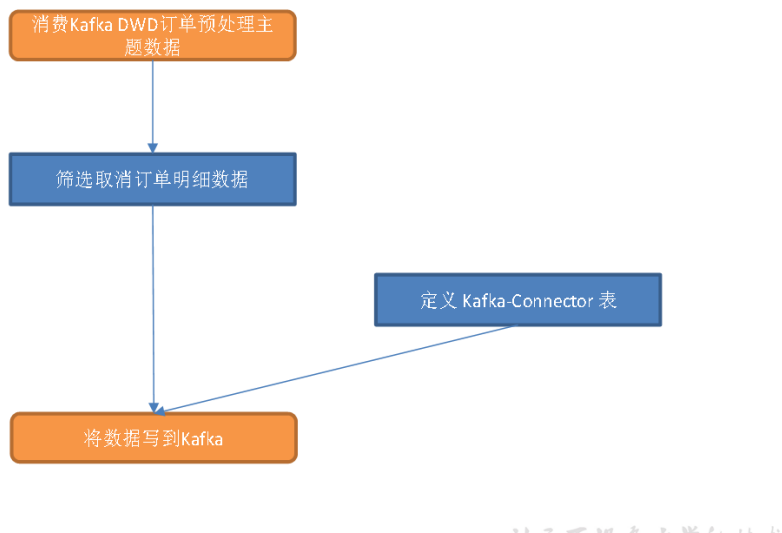 消费Kafka DWD订单预处理主
题数据
筛选取消订单明细数据
定义 Kafka-Connector 表
将数据写到Kafka